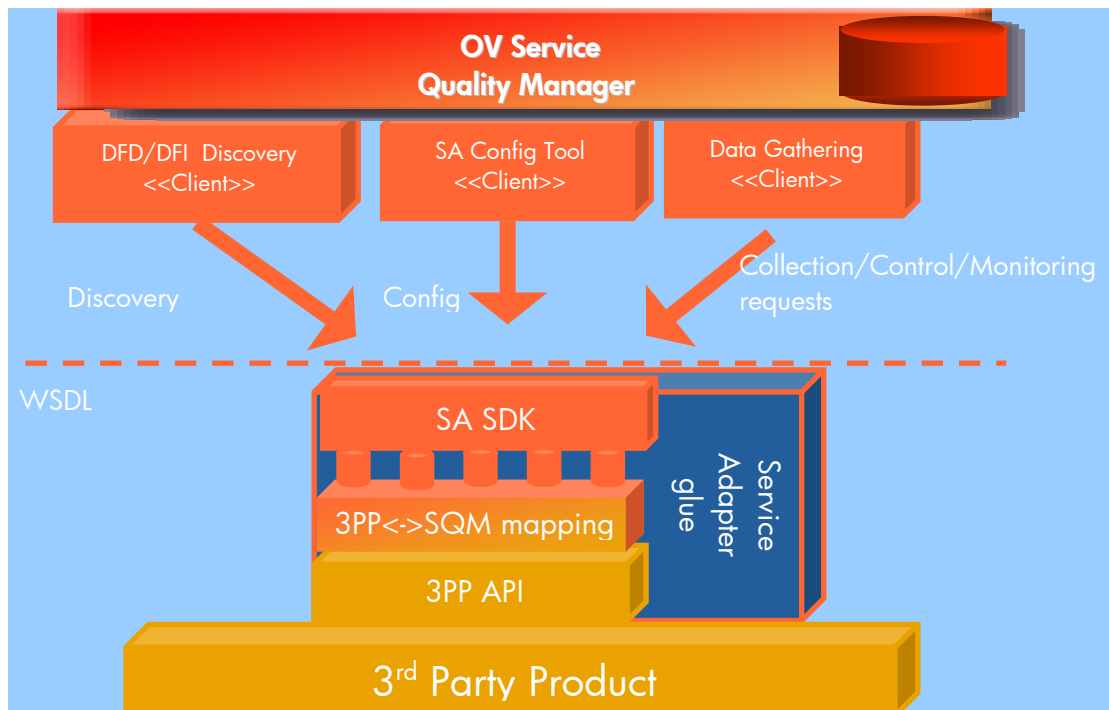 OV Service
Quality Manager
DFD/DFI Discovery
<<Client>>
SA Config Tool
<<Client>>
Data Gathering
<<Client>>
Discovery
Config
Collection/Control/Monitoring
requests
WSDL
SA SDK
3PP<->SQM mapping
3PP API
Service
Adapter
glue
3rd Party Product